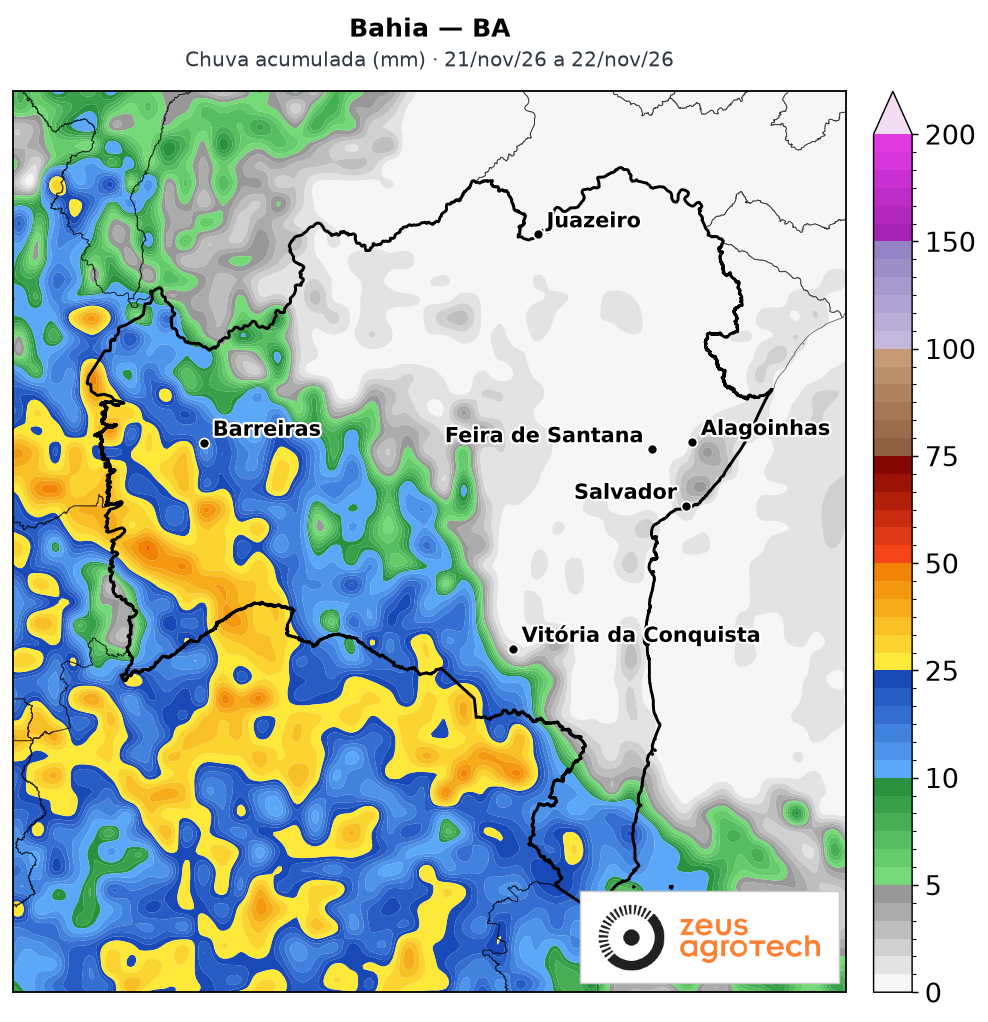 Bahia — BA
Chuva acumulada (mm) · 21/nov/26 a 22/nov/26
Juazeiro
Barreiras
Feira de Santana
Alagoinhas
Salvador
Vitória da Conquista
200
150
100
75
50
25
10
5
0
zeus
agrotech